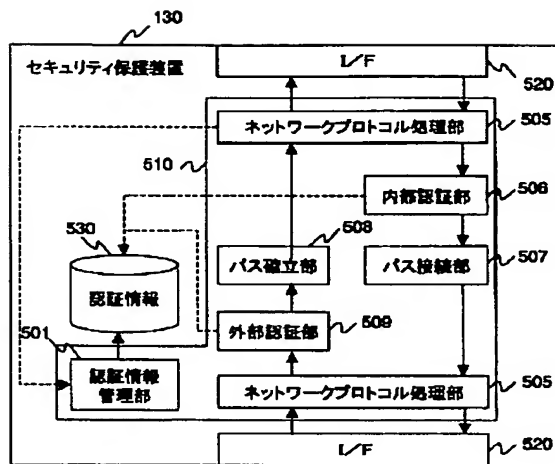 130
セキュリティ保護装置
I/F
520
ネットワークプロトコル処理部
505
510
内部認証部
506
530
508
パス確立部
パス接続部
507
認証情報
外部認証部
509
501
認証情報
管理部
ネットワークプロトコル処理部
505
I/F
520